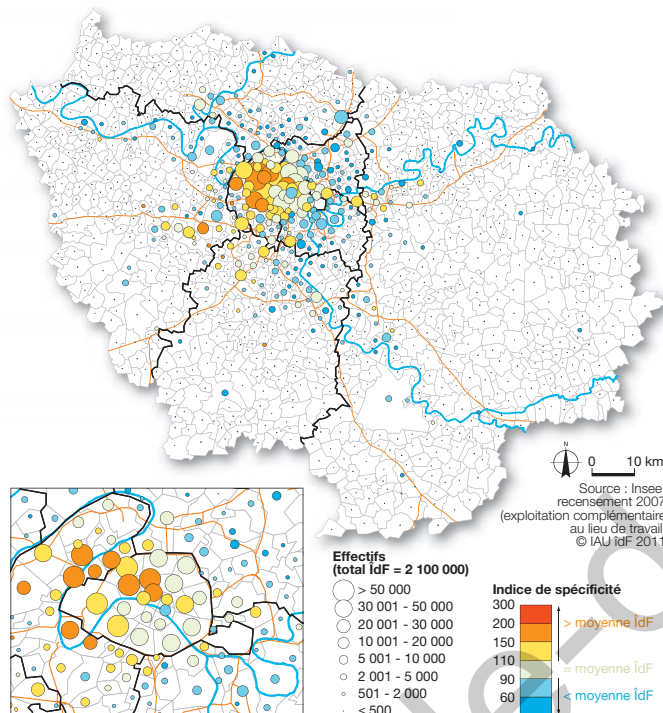 N
0 10 km
Source : Insee
recensement 2007
(exploitation complémentaire
au lieu de travail
© IAU îdF 2011
Effectifs
(total ÎdF = 2 100 000)
> 50 000
30 001 - 50 000
20 001 - 30 000
10 001 - 20 000
5 001 - 10 000
2 001 - 5 000
501 - 2 000
< 500
Indice de spécificité
300
200
150
110
90
60
> moyenne ÎdF
= moyenne ÎdF
< moyenne ÎdF